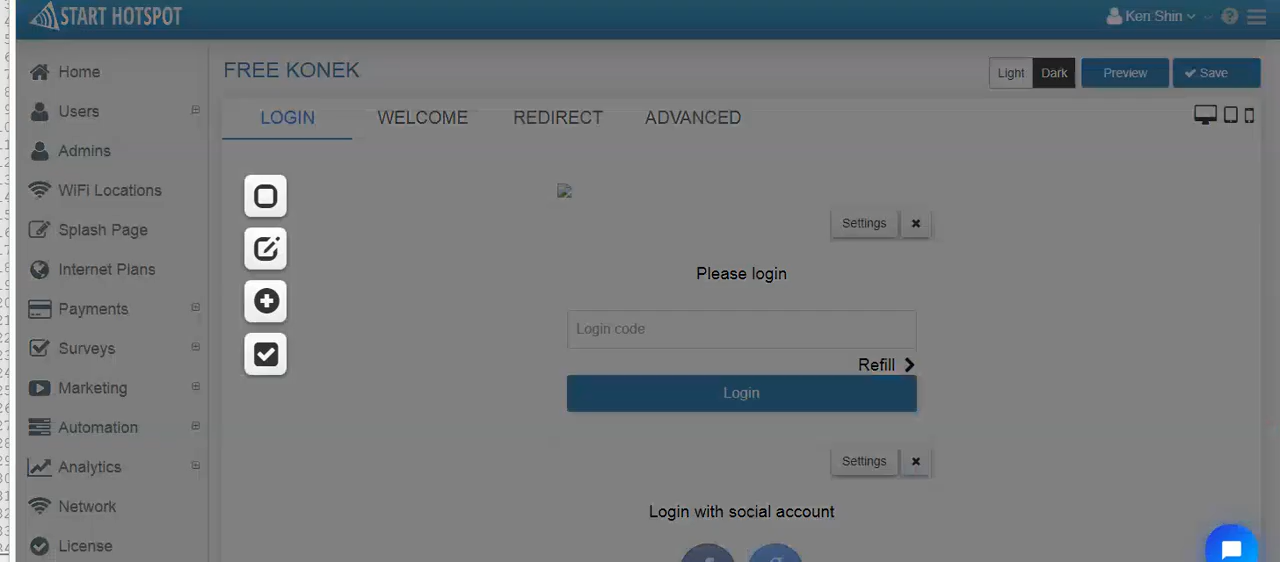 START HOTSPOT
Ken Shin
Home
Users
Admins
WiFi Locations
Splash Page
Internet Plans
Payments
Surveys
Marketing
Automation
Analytics
Network
License
FREE KONEK
Light Dark Preview Save
LOGIN WELCOME REDIRECT ADVANCED
Settings
Please login
Login code
Refill
Login
Settings
Login with social account